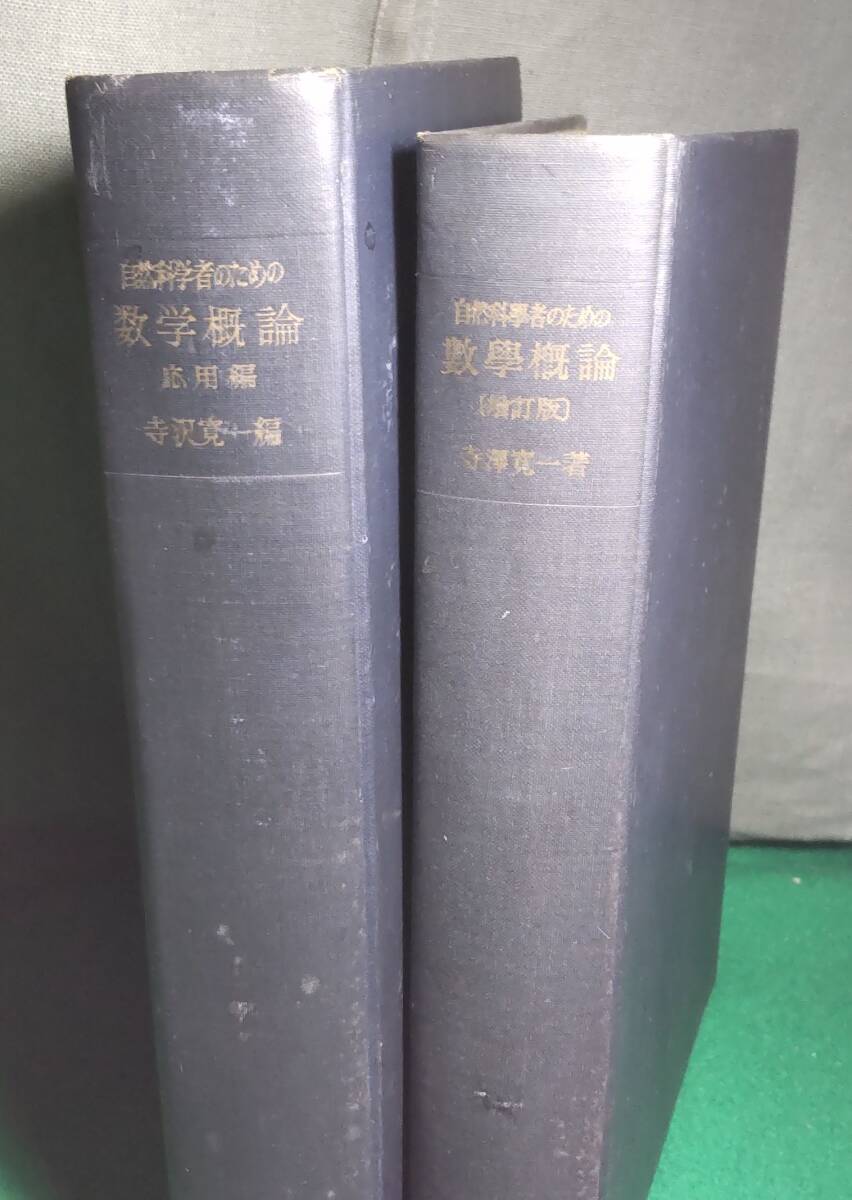 自然科学者のための
数学概論
応用編
寺沢寛一編
自然科學者のための
數學概論
〔増訂版〕
寺澤寛一著